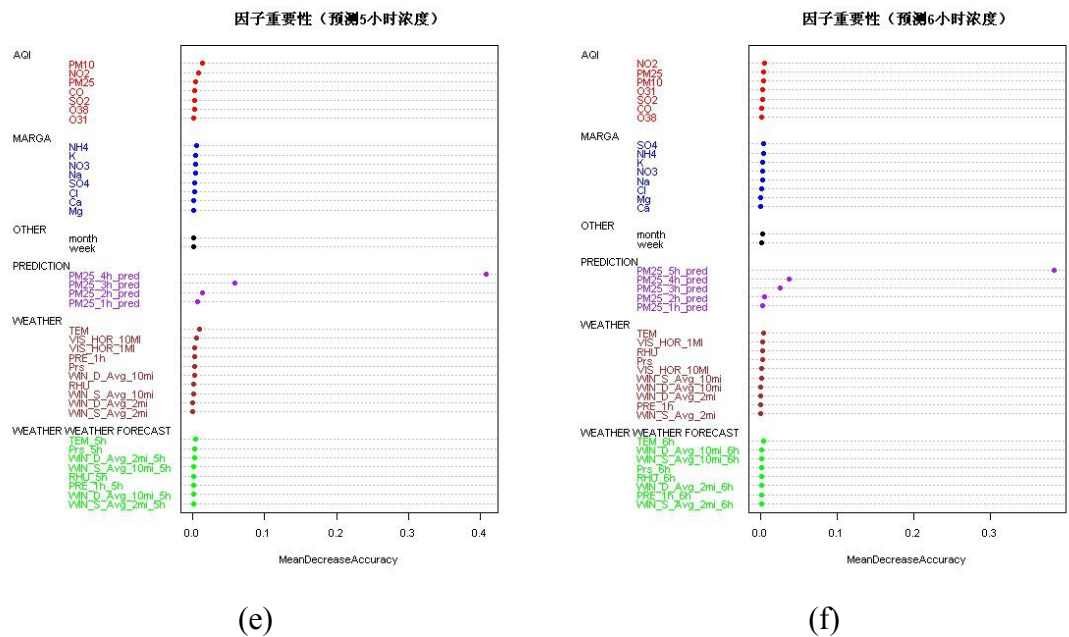 因子重要性（预测5小时浓度）
AQI
PM10
NO2
PM25
CO
SO2
O38
O31
MARGA
NH4
K
NO3
Na
SO4
Cl
Ca
Mg
OTHER
month
week
PREDICTION
PM25_4h_pred
PM25_3h_pred
PM25_2h_pred
PM25_1h_pred
WEATHER
TEM
VIS_HOR_10MI
VIS_HOR_1MI
PRE_1h
Prs
WIN_D_Avg_10mi
RHU
WIN_S_Avg_10mi
WIN_D_Avg_2mi
WIN_S_Avg_2mi
WEATHER WEATHER FORECAST
TEM_5h
Prs_5h
WIN_D_Avg_2mi_5h
WIN_S_Avg_10mi_5h
RHU_5h
PRE_1h_5h
WIN_D_Avg_10mi_5h
WIN_S_Avg_2mi_5h
0.0 0.1 0.2 0.3 0.4
MeanDecreaseAccuracy
(e)
因子重要性（预测6小时浓度）
AQI
NO2
PM25
PM10
O31
SO2
CO
O38
MARGA
SO4
NH4
K
NO3
Na
Cl
Mg
Ca
OTHER
month
week
PREDICTION
PM25_5h_pred
PM25_4h_pred
PM25_3h_pred
PM25_2h_pred
PM25_1h_pred
WEATHER
TEM
VIS_HOR_1MI
RHU
Prs
VIS_HOR_10MI
WIN_S_Avg_10mi
WIN_D_Avg_10mi
WIN_D_Avg_2mi
PRE_1h
WIN_S_Avg_2mi
WEATHER WEATHER FORECAST
TEM_6h
WIN_D_Avg_10mi_6h
WIN_S_Avg_10mi_6h
Prs_6h
RHU_6h
WIN_D_Avg_2mi_6h
PRE_1h_6h
WIN_S_Avg_2mi_6h
0.0 0.1 0.2 0.3
MeanDecreaseAccuracy
(f)